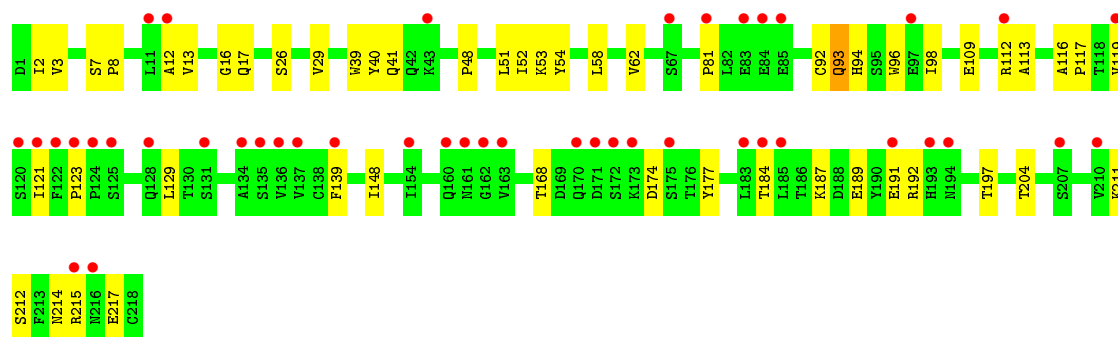 D1 I2 V3 S7 P8 L11 A12 V13 G16 Q17 S26 V29 W39 Y40 Q41 Q42 K43 P48 L51 I52 K53 Y54 L58 V62 S67 P81 L82 E83 E84 E85 C92 Q93 H94 S95 W96 E97 I98 E109 R112 A113 A116 P117 T118 V119
S120 I121 F122 P123 P124 S125 Q128 L129 T130 S131 A134 S135 V136 V137 C138 F139 I148 I154 Q160 N161 G162 V163 T168 D169 Q170 D171 S172 K173 D174 S175 T176 Y177 L183 T184 L185 T186 K187 D188 E189 Y190 E191 R192 H193 N194 T197 T204 S207 V210 K211
S212 F213 N214 R215 N216 E217 C218